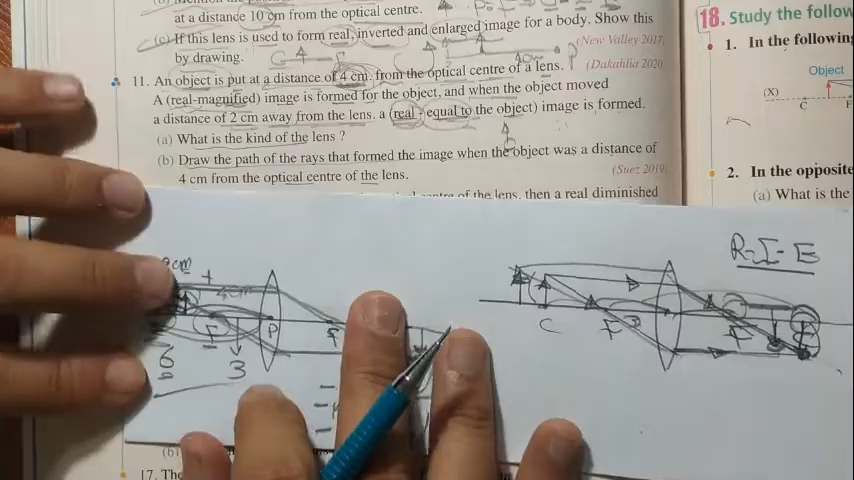 at a distance 10 cm from the optical centre.
(c) If this lens is used to form real, inverted and enlarged image for a body. Show this
by drawing.
(New Valley 2017
40cm
P
(Dakahlia 2020
11. An object is put at a distance of 4 cm. from the optical centre of a lens.
A (real-magnified) image is formed for the object, and when the object moved
a distance of 2 cm away from the lens. a (real - equal to the object) image is formed.
(a) What is the kind of the lens ?
(b) Draw the path of the rays that formed the image when the object was a distance of
4 cm from the optical centre of the lens.
(Suez 2019
of the lens, then a real diminished
18. Study the follow
1. In the following
Object
(X)
C
F
2. In the opposite
(a) What is the
R-I-E
cm
4cm
F
P
F
6
3
C
F
F
(b)
17. The